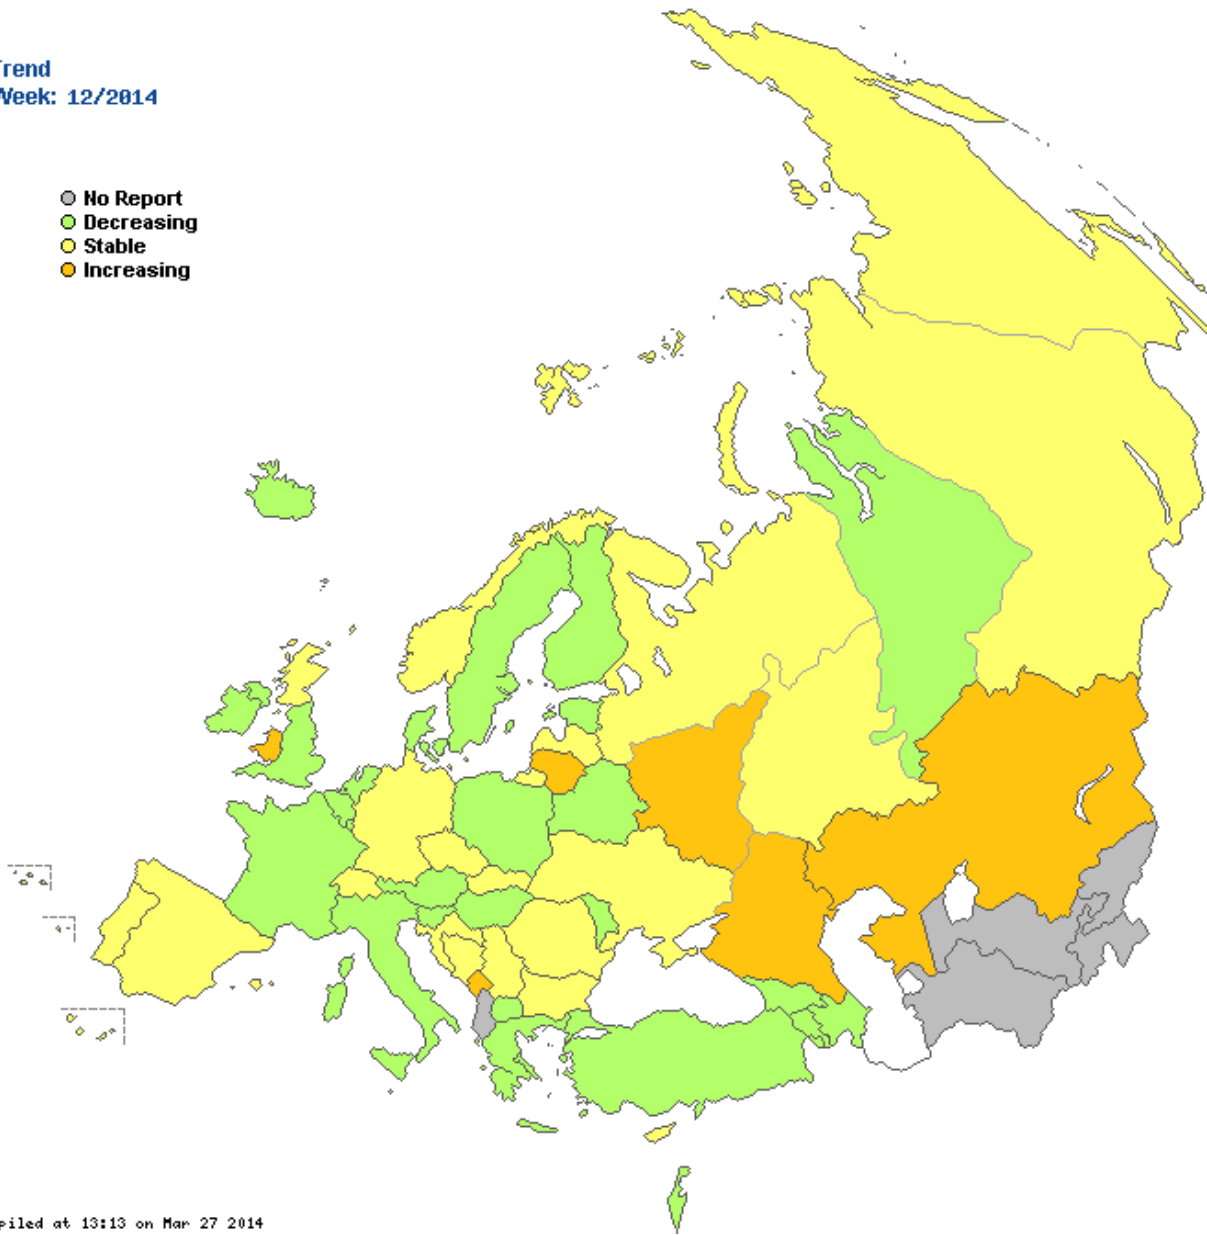 Trend
Week: 12/2014
No Report
Decreasing
Stable
Increasing
piled at 13:13 on Mar 27 2014